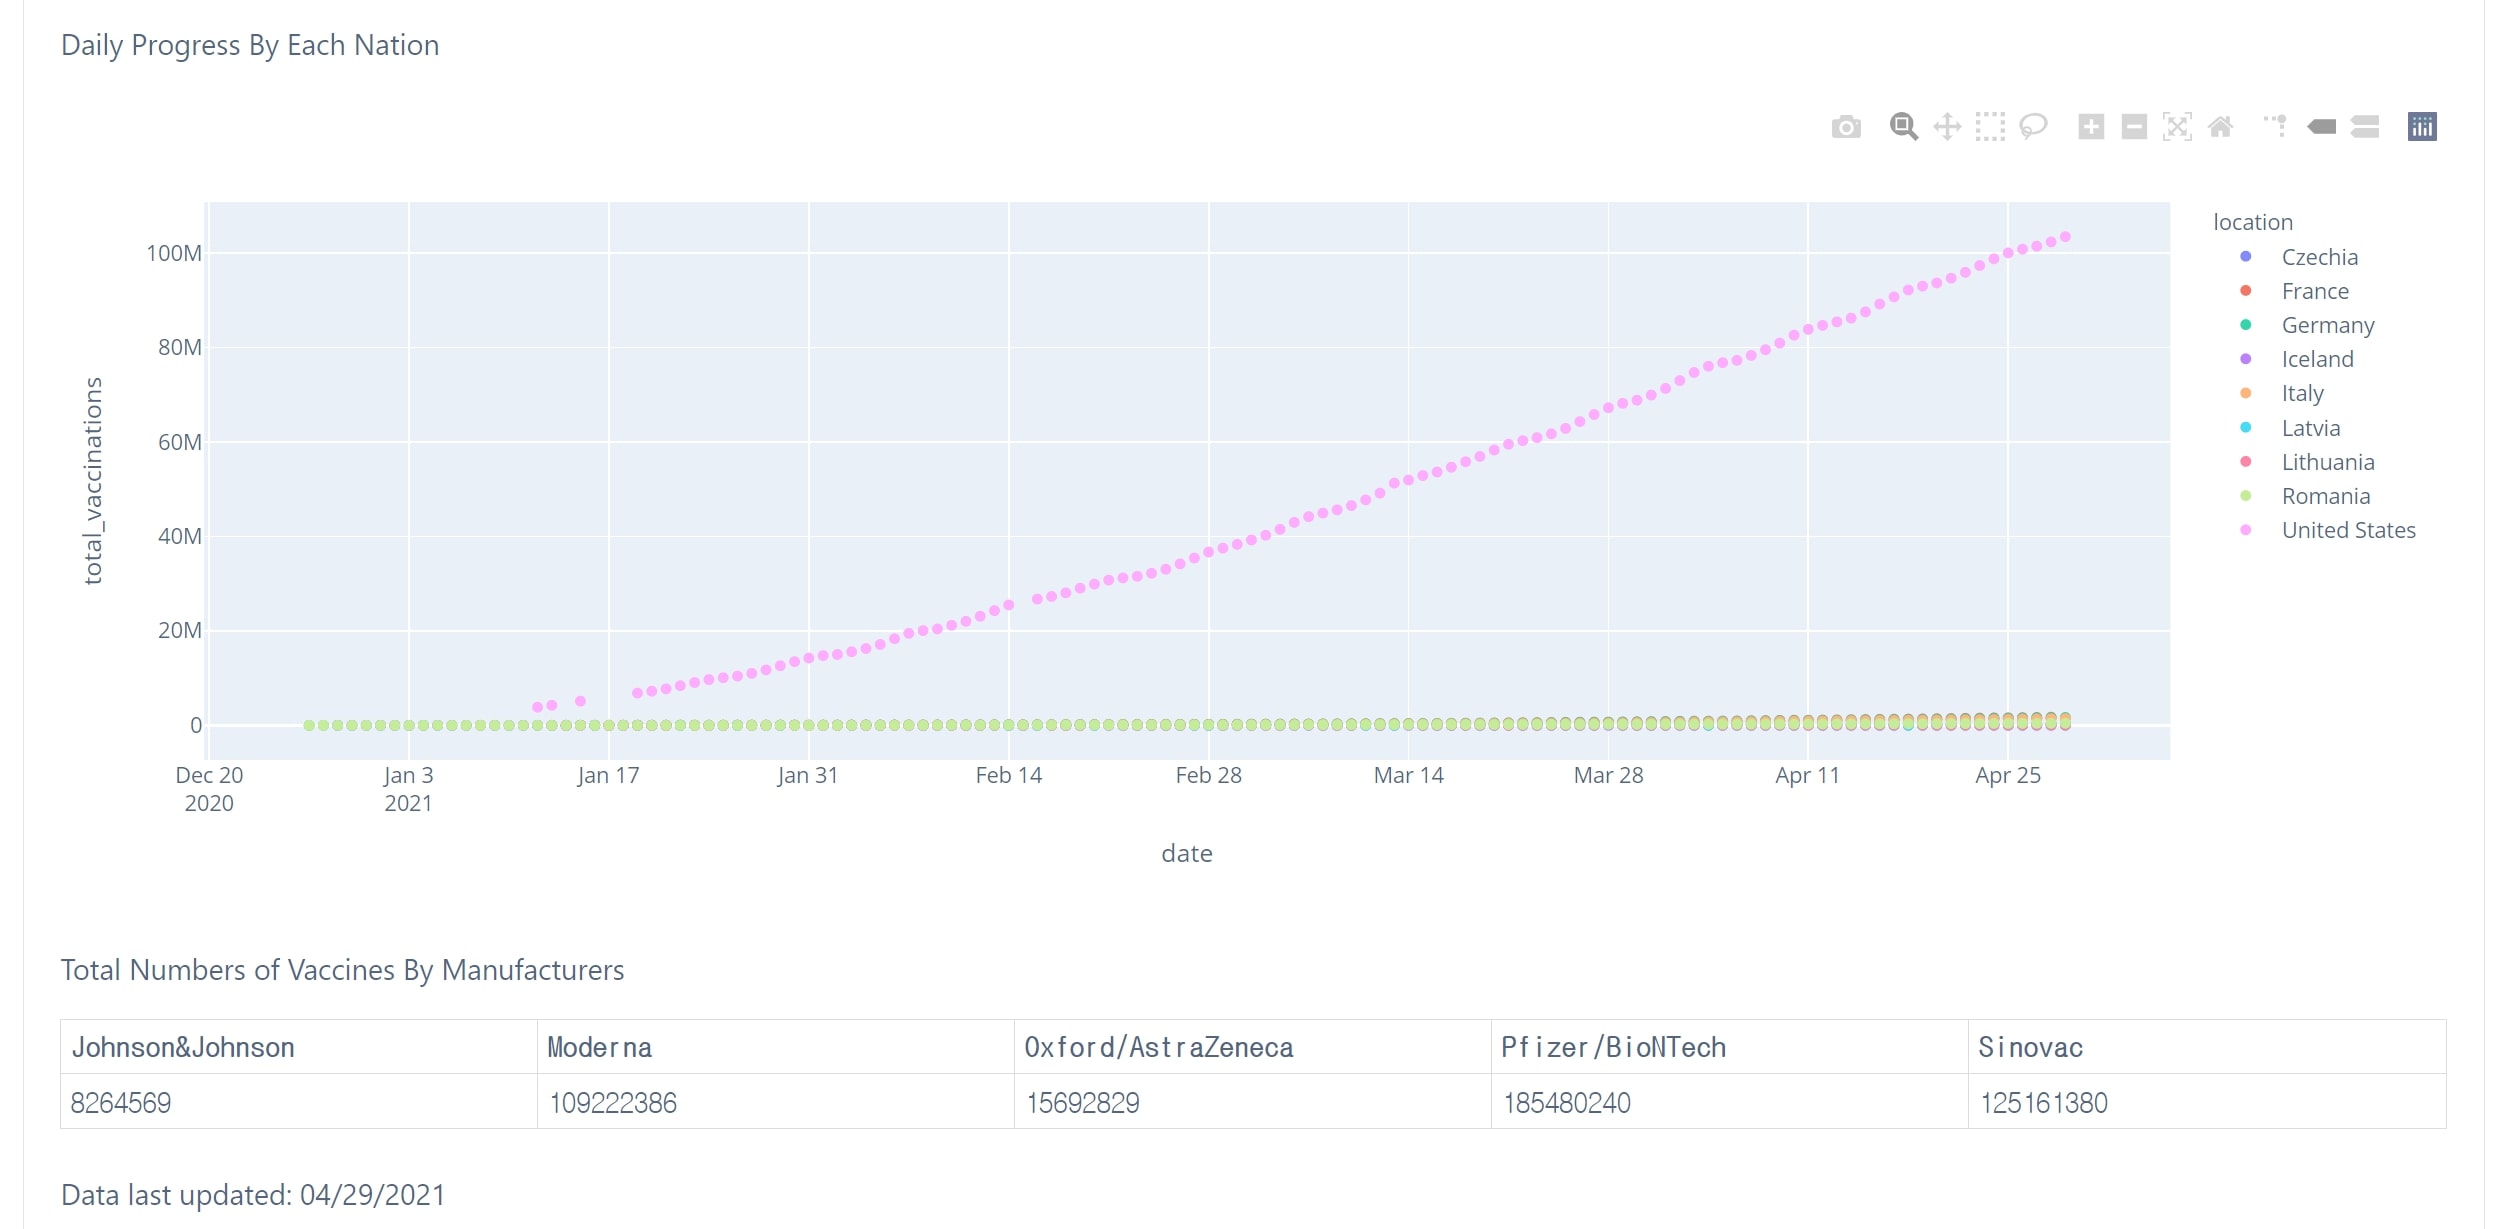 Daily Progress By Each Nation
location
Czechia
France
Germany
Iceland
Italy
Latvia
Lithuania
Romania
United States
total_vaccinations
100M
80M
60M
40M
20M
0
Dec 20 Jan 3 Jan 17 Jan 31 Feb 14 Feb 28 Mar 14 Mar 28 Apr 11 Apr 25
2020 2021
date
Total Numbers of Vaccines By Manufacturers
Johnson&Johnson Moderna Oxford/AstraZeneca Pfizer/BioNTech Sinovac
8264569 109222386 15692829 185480240 125161380
Data last updated: 04/29/2021